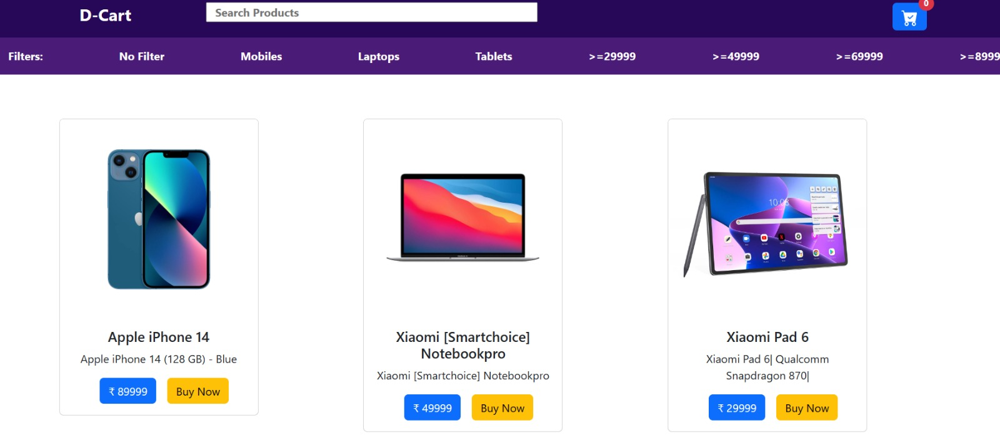 D-Cart
Search Products
0
Filters:
No Filter
Mobiles
Laptops
Tablets
>=29999
>=49999
>=69999
>=8999
10:08
Apple iPhone 14
Apple iPhone 14 (128 GB) - Blue
₹ 89999
Buy Now
Xiaomi [Smartchoice]
Notebookpro
Xiaomi [Smartchoice] Notebookpro
₹ 49999
Buy Now
Xiaomi Pad 6
Xiaomi Pad 6| Qualcomm
Snapdragon 870|
₹ 29999
Buy Now